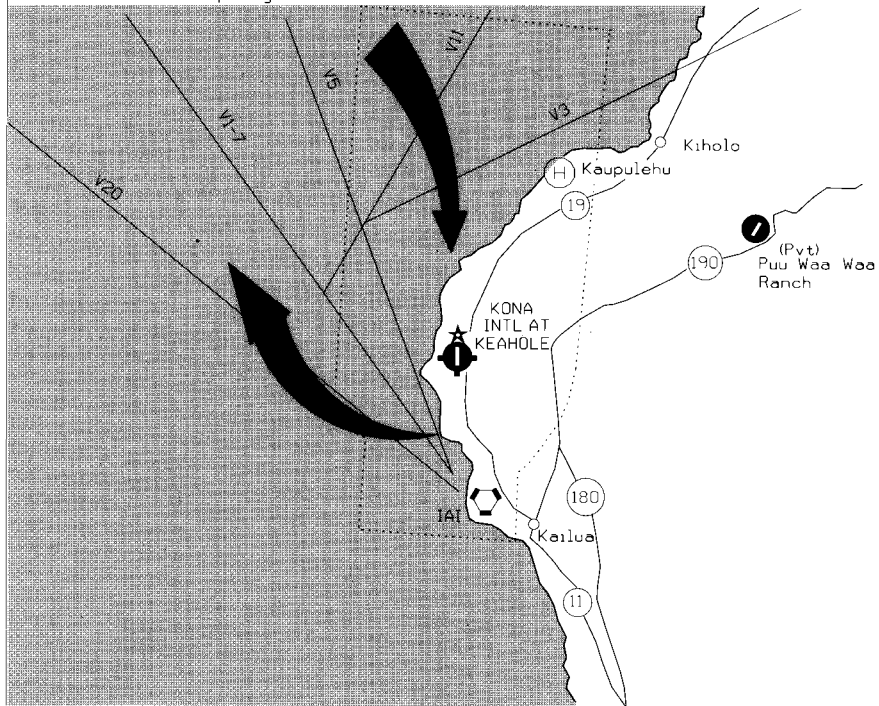 V11
V5
V3
V1-7
V20
Kiholo
H Kaupulehu
19
(Pvt)
Puu Waa Waa
Ranch
190
KONA
INTL AT
KEAHOLE
IAI
180
Kailua
11